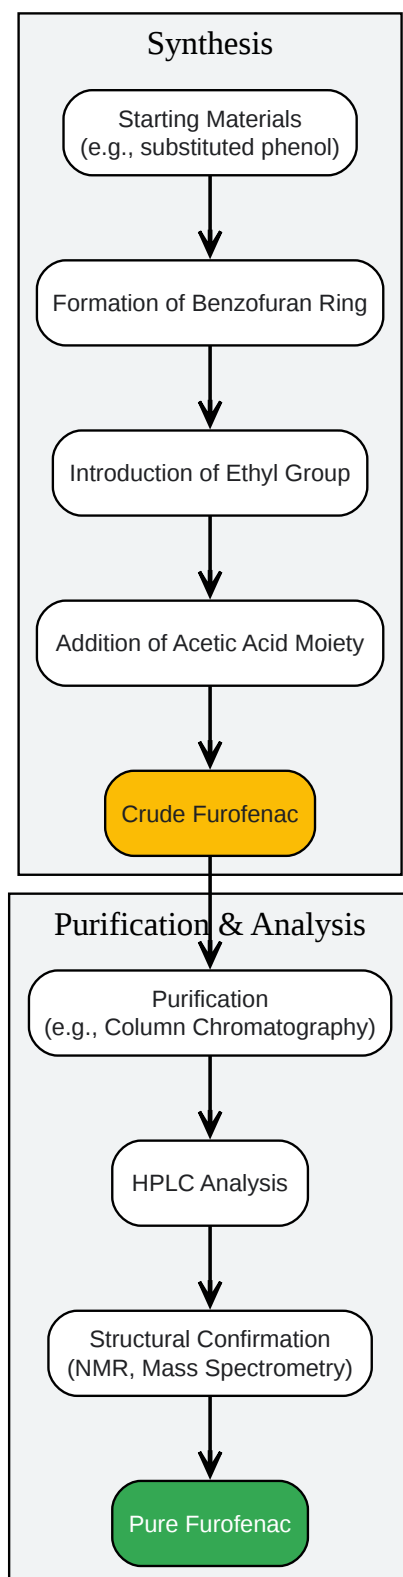 Synthesis
Starting Materials
(e.g., substituted phenol)
Formation of Benzofuran Ring
Introduction of Ethyl Group
Addition of Acetic Acid Moiety
Crude Furofenac
Purification & Analysis
Purification
(e.g., Column Chromatography)
HPLC Analysis
Structural Confirmation
(NMR, Mass Spectrometry)
Pure Furofenac